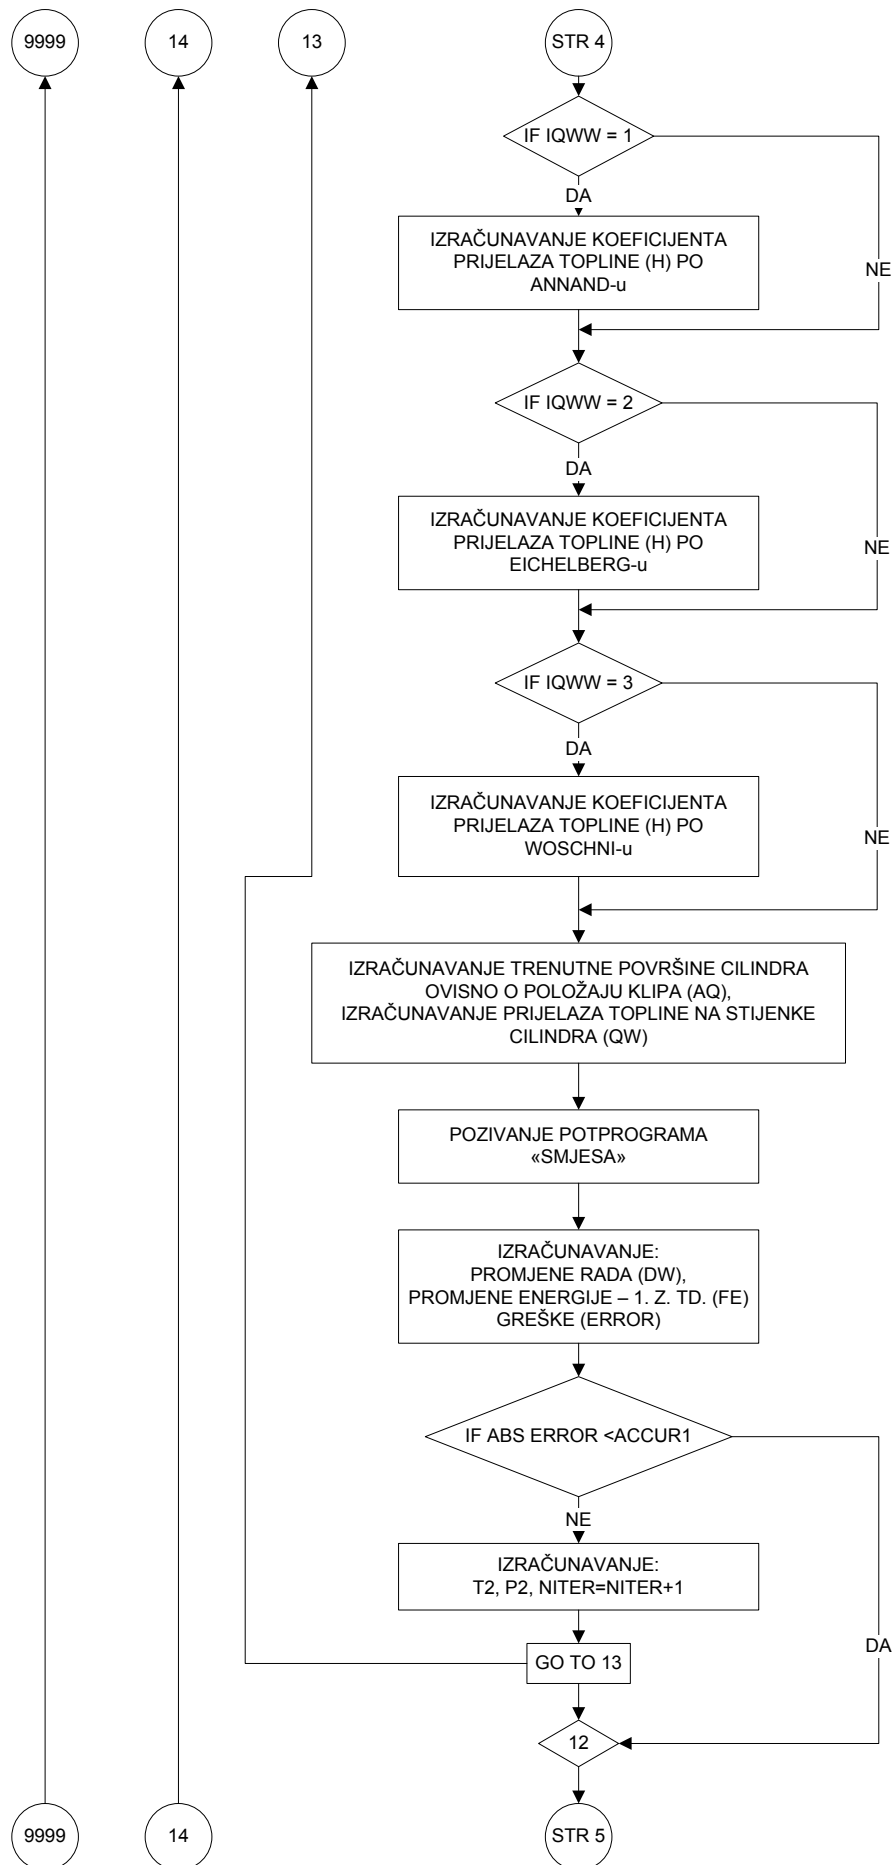 9999
14
13
STR 4
IF IQWW = 1
DA
NE
IZRAČUNAVANJE KOEFICIJENTA
PRIJELAZA TOPLINE (H) PO
ANNAND-u
IF IQWW = 2
DA
NE
IZRAČUNAVANJE KOEFICIJENTA
PRIJELAZA TOPLINE (H) PO
EICHELBERG-u
IF IQWW = 3
DA
NE
IZRAČUNAVANJE KOEFICIJENTA
PRIJELAZA TOPLINE (H) PO
WOSCHNI-u
IZRAČUNAVANJE TRENUTNE POVRŠINE CILINDRA
OVISNO O POLOŽAJU KLIPA (AQ),
IZRAČUNAVANJE PRIJELAZA TOPLINE NA STIJENKE
CILINDRA (QW)
POZIVANJE POTPROGRAMA
«SMJESA»
IZRAČUNAVANJE:
PROMJENE RADA (DW),
PROMJENE ENERGIJE – 1. Z. TD. (FE)
GREŠKE (ERROR)
IF ABS ERROR <ACCUR1
NE
IZRAČUNAVANJE:
T2, P2, NITER=NITER+1
GO TO 13
DA
12
9999
14
STR 5